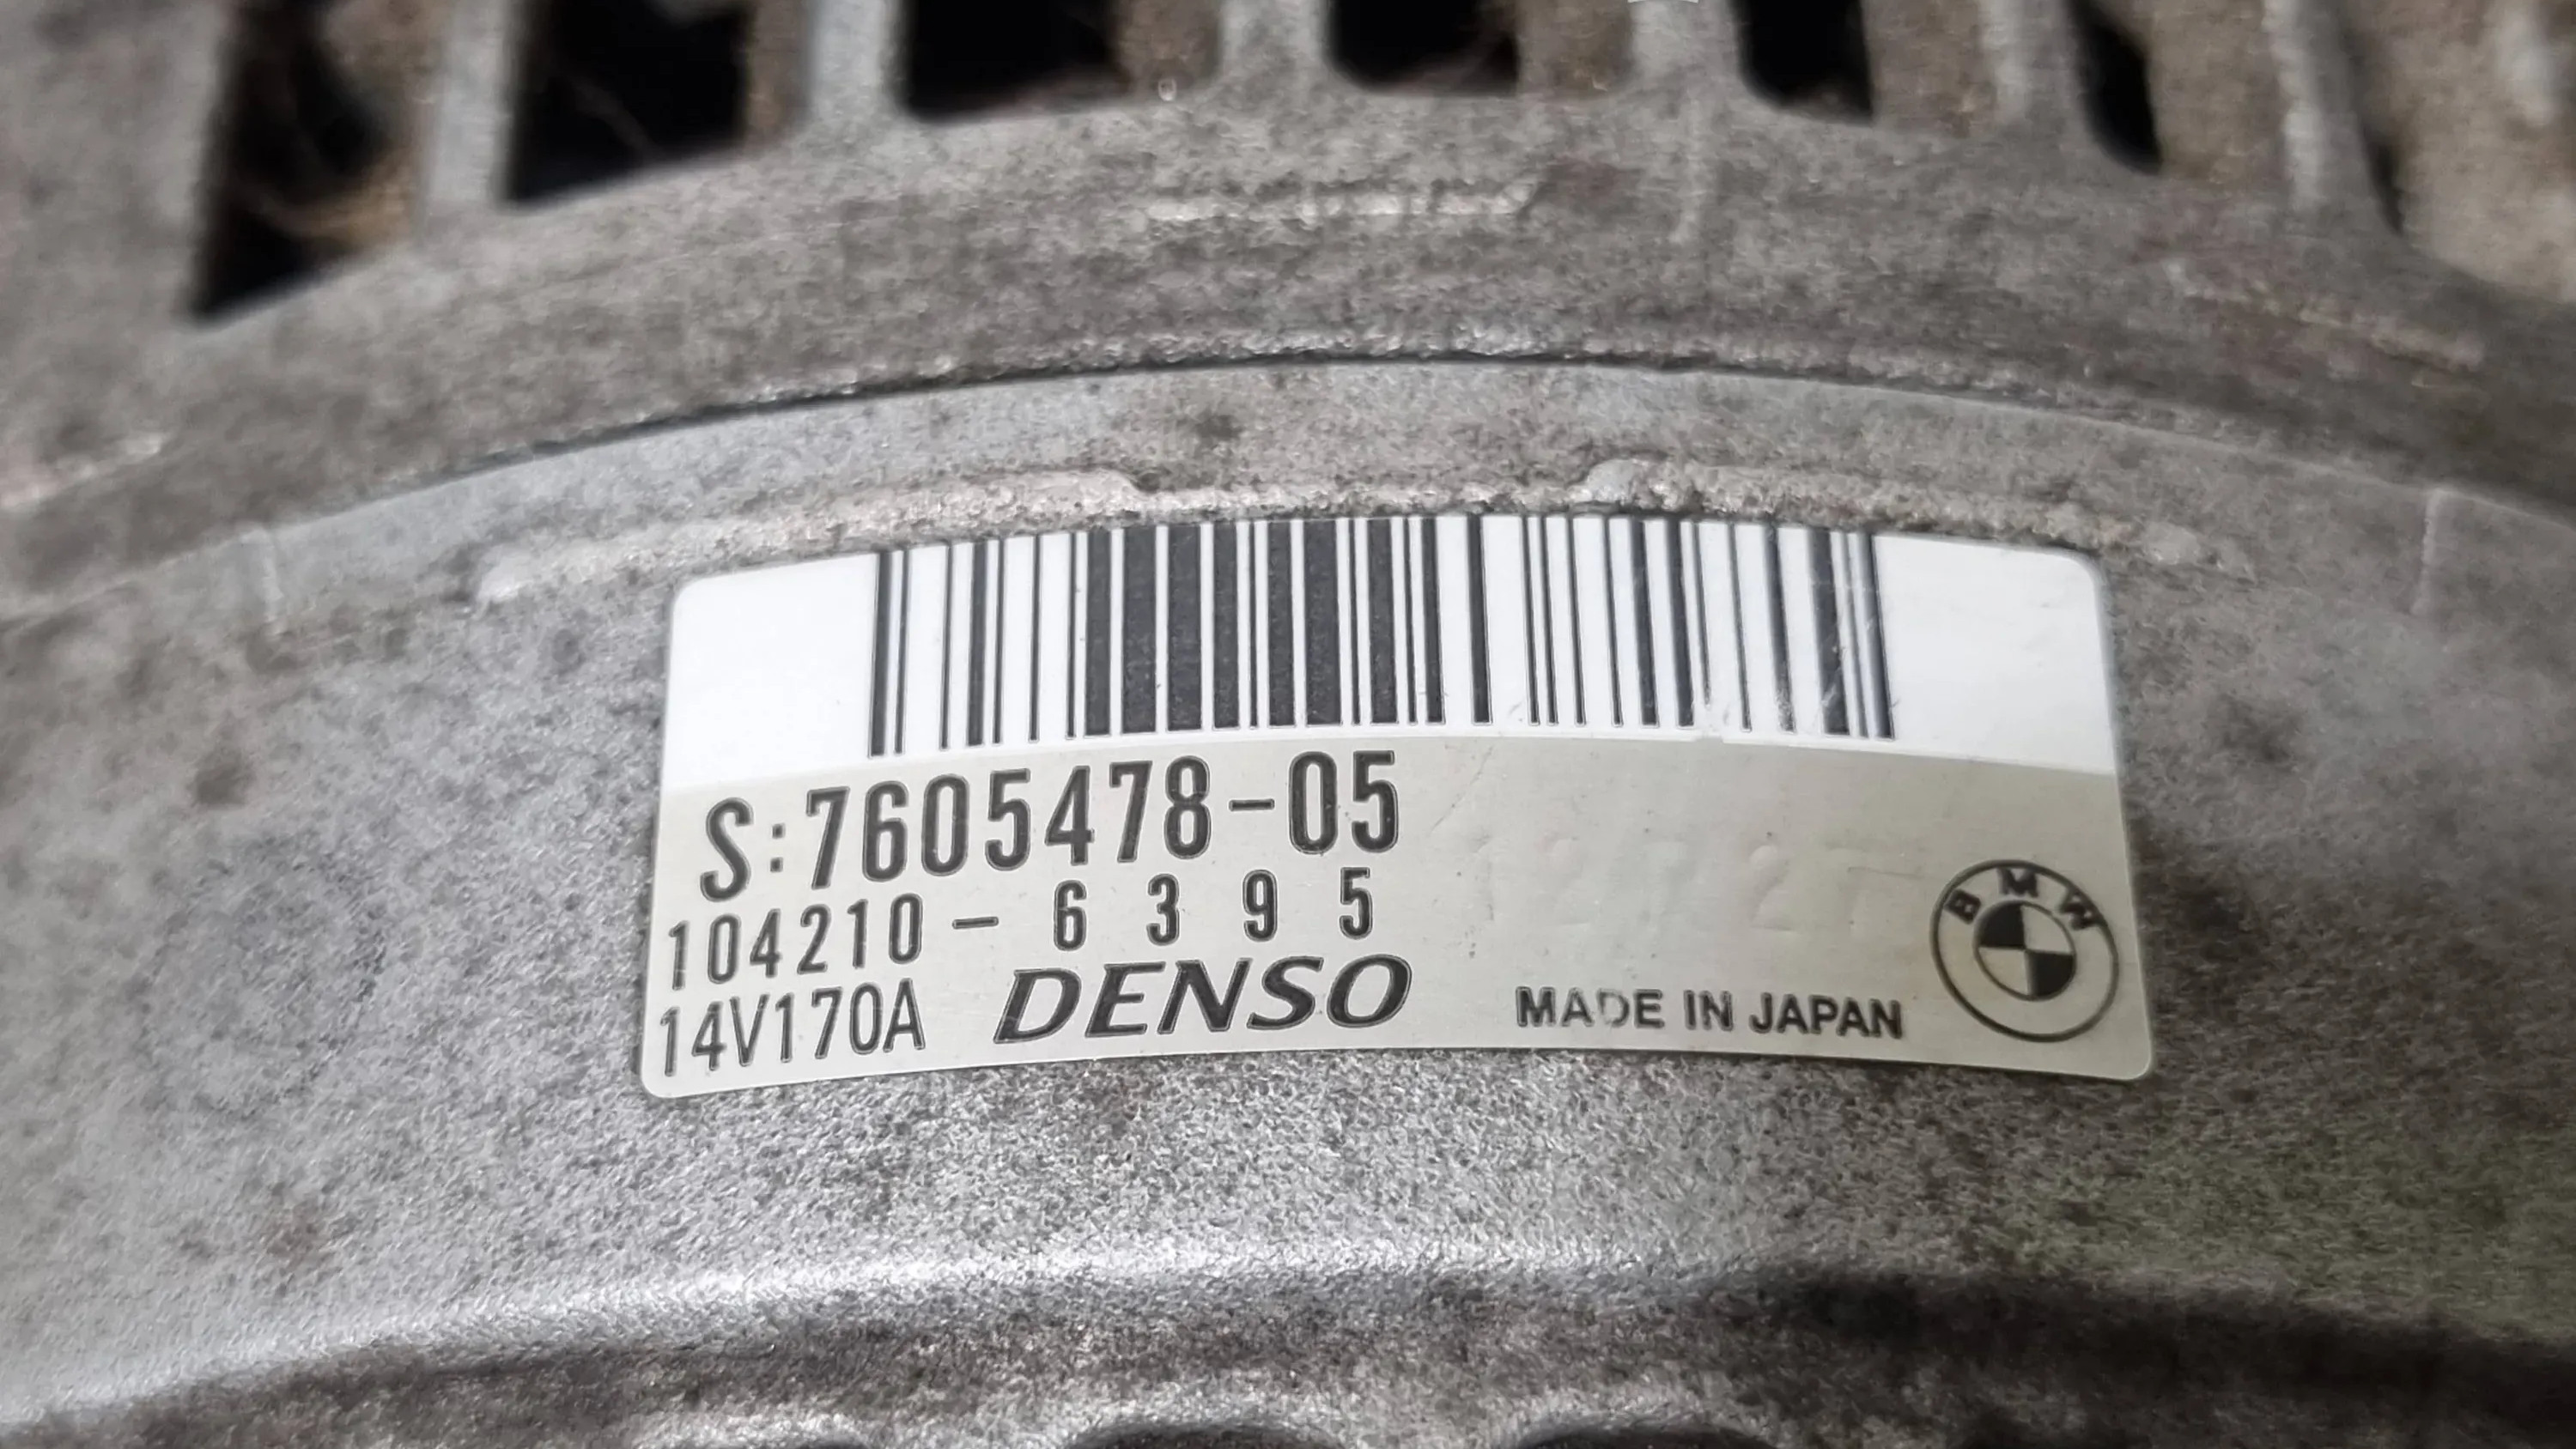 S:7605478-05
104210-6395
14V170A DENSO MADE IN JAPAN
BMW